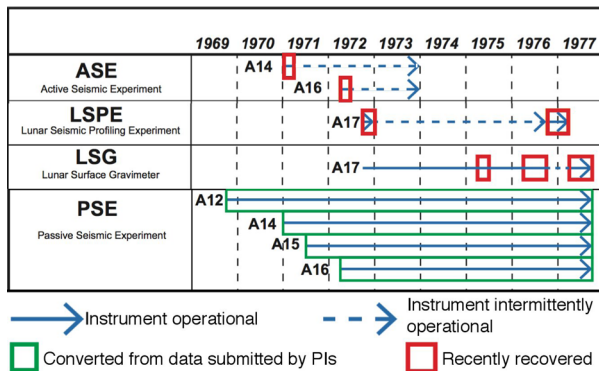 1969 1970 1971 1972 1973 1974 1975 1976 1977
ASE
Active Seismic Experiment
A14
A16
LSPE
Lunar Seismic Profiling Experiment
A17
LSG
Lunar Surface Gravimeter
A17
PSE
Passive Seismic Experiment
A12
A14
A15
A16
Instrument operational
Instrument intermittently
operational
Converted from data submitted by PIs
Recently recovered